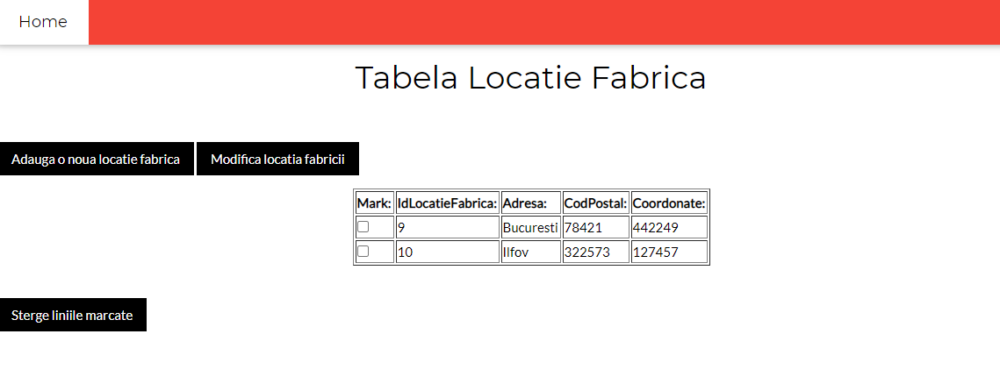 Home
Tabela Locatie Fabrica
Adauga o noua locatie fabrica Modifica locatia fabricii
Mark: IdLocatieFabrica: Adresa: CodPostal: Coordonate:
9 Bucuresti 78421 442249
10 Ilfov 322573 127457
Sterge liniile marcate